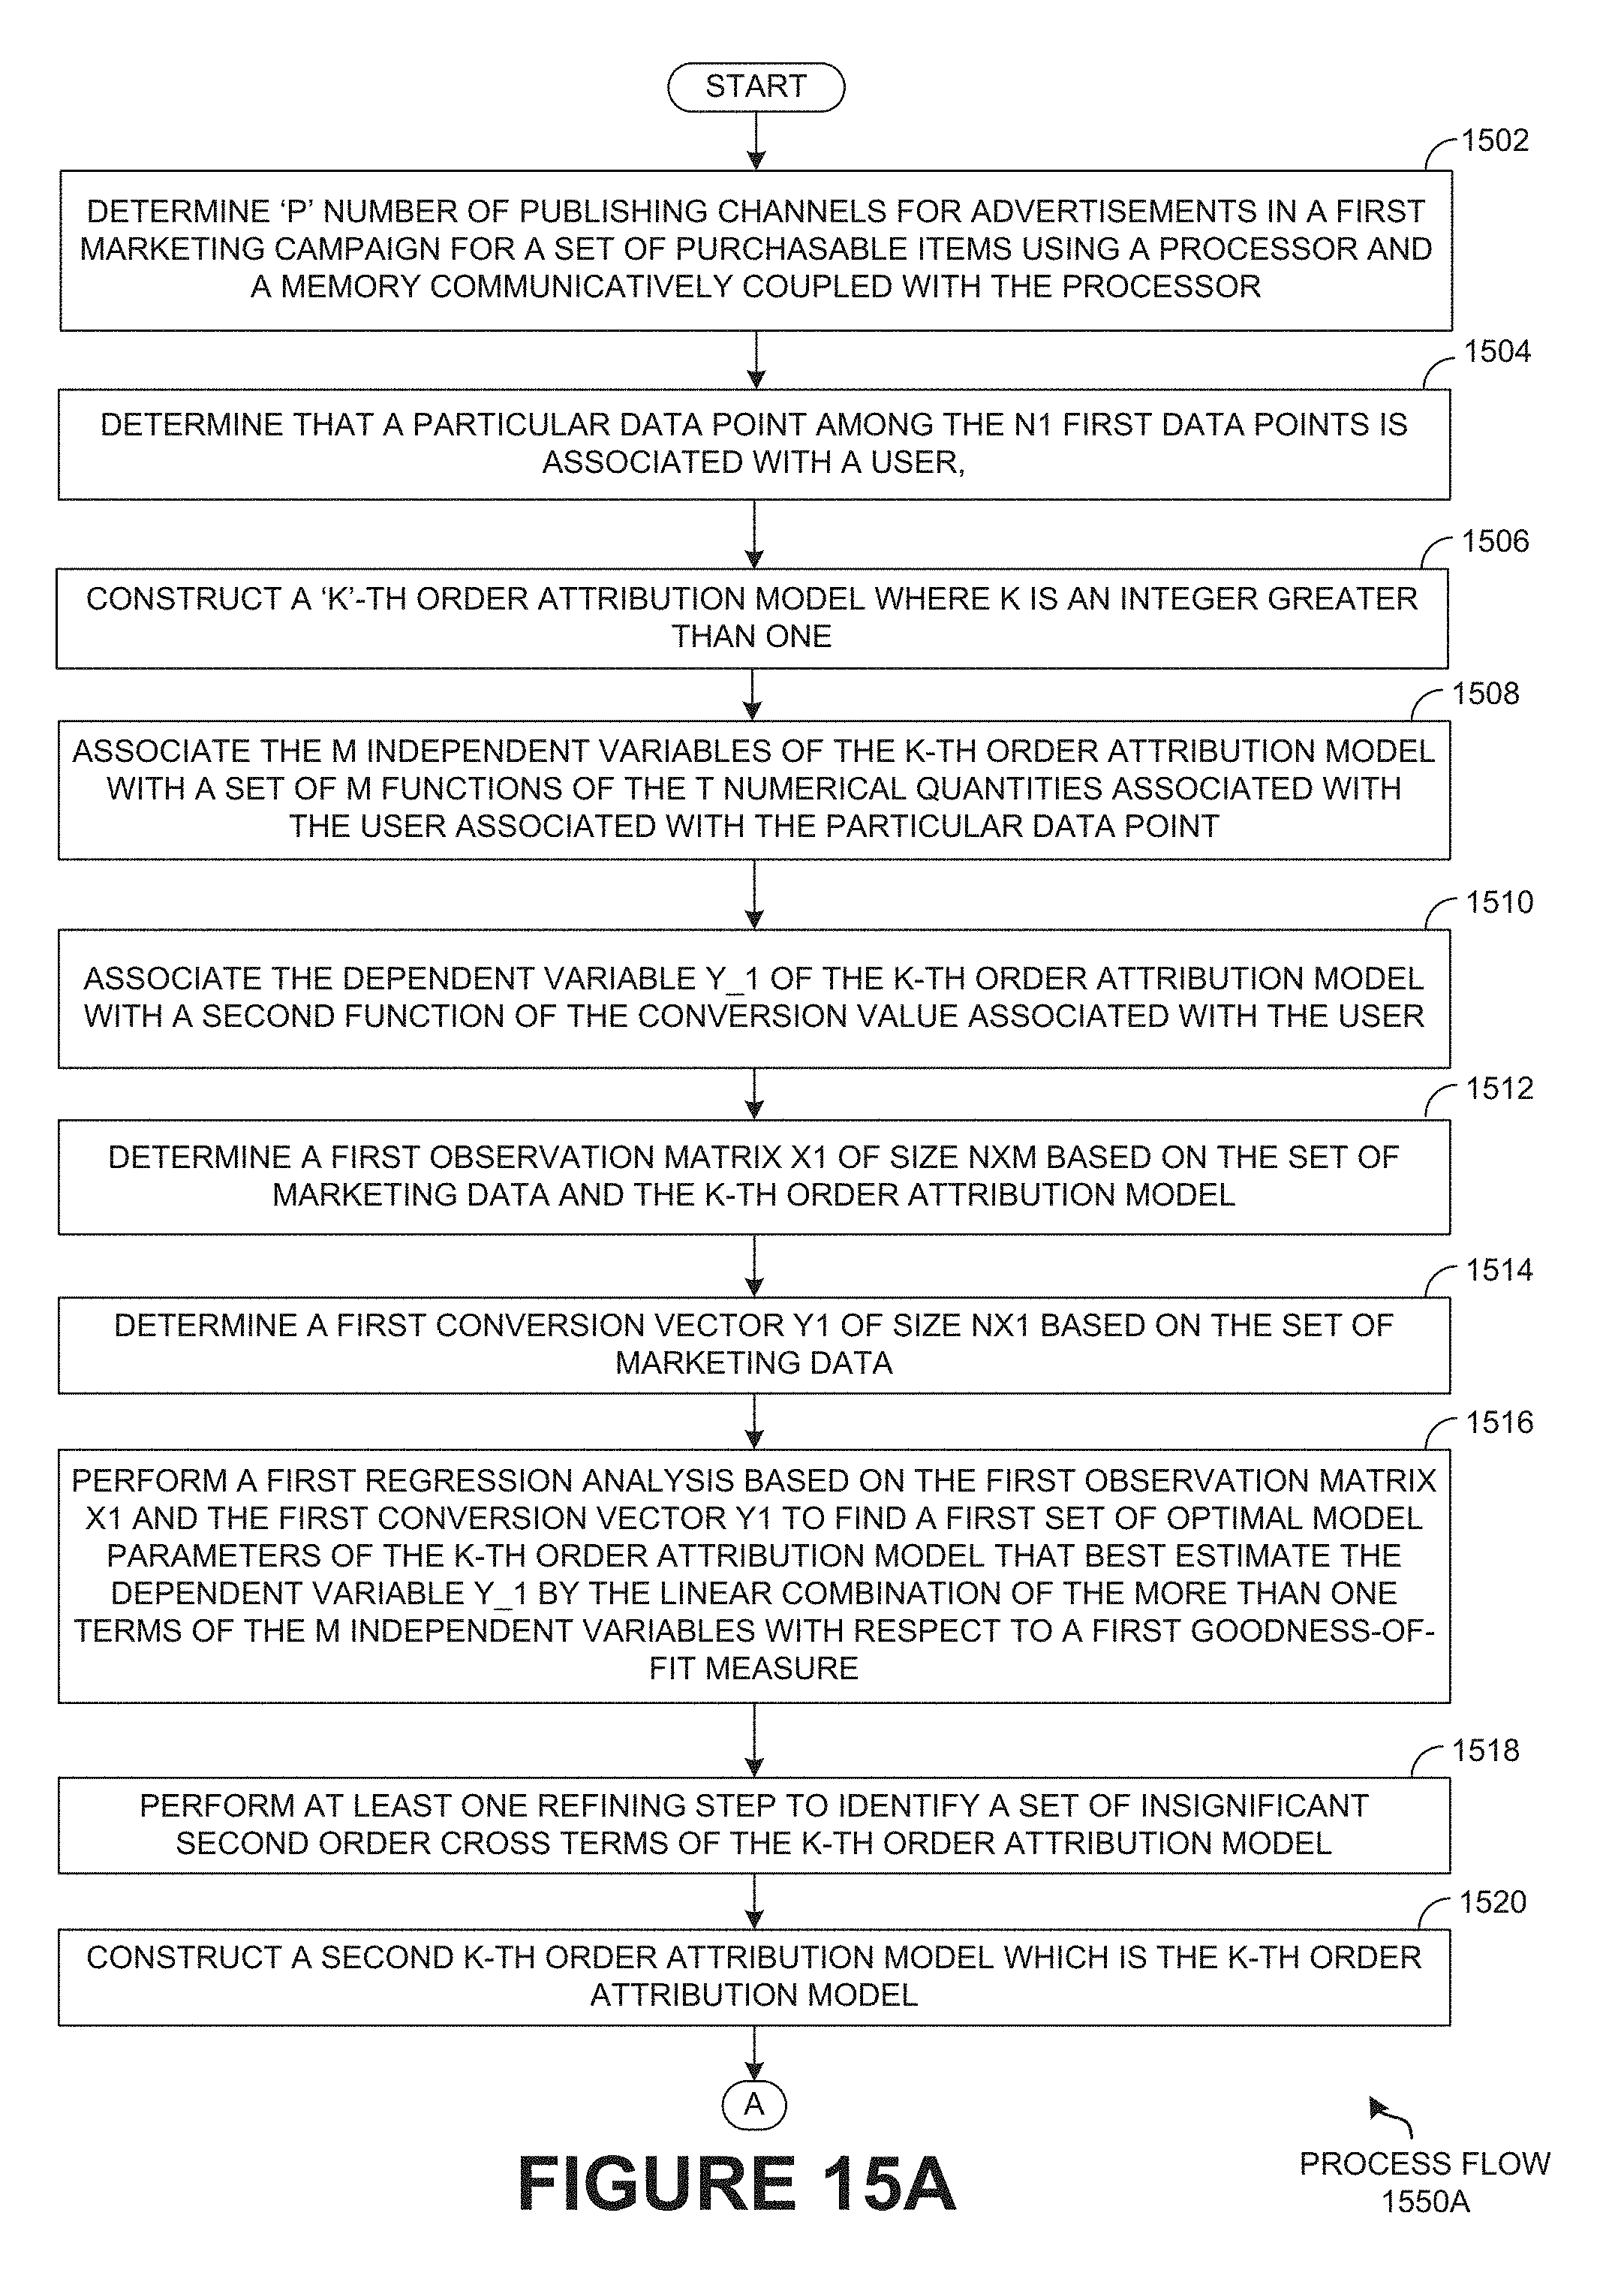 START
1502
DETERMINE ‘P’ NUMBER OF PUBLISHING CHANNELS FOR ADVERTISEMENTS IN A FIRST
MARKETING CAMPAIGN FOR A SET OF PURCHASABLE ITEMS USING A PROCESSOR AND
A MEMORY COMMUNICATIVELY COUPLED WITH THE PROCESSOR
1504
DETERMINE THAT A PARTICULAR DATA POINT AMONG THE N1 FIRST DATA POINTS IS
ASSOCIATED WITH A USER,
1506
CONSTRUCT A ‘K’-TH ORDER ATTRIBUTION MODEL WHERE K IS AN INTEGER GREATER
THAN ONE
1508
ASSOCIATE THE M INDEPENDENT VARIABLES OF THE K-TH ORDER ATTRIBUTION MODEL
WITH A SET OF M FUNCTIONS OF THE T NUMERICAL QUANTITIES ASSOCIATED WITH
THE USER ASSOCIATED WITH THE PARTICULAR DATA POINT
1510
ASSOCIATE THE DEPENDENT VARIABLE Y_1 OF THE K-TH ORDER ATTRIBUTION MODEL
WITH A SECOND FUNCTION OF THE CONVERSION VALUE ASSOCIATED WITH THE USER
1512
DETERMINE A FIRST OBSERVATION MATRIX X1 OF SIZE NXM BASED ON THE SET OF
MARKETING DATA AND THE K-TH ORDER ATTRIBUTION MODEL
1514
DETERMINE A FIRST CONVERSION VECTOR Y1 OF SIZE NX1 BASED ON THE SET OF
MARKETING DATA
1516
PERFORM A FIRST REGRESSION ANALYSIS BASED ON THE FIRST OBSERVATION MATRIX
X1 AND THE FIRST CONVERSION VECTOR Y1 TO FIND A FIRST SET OF OPTIMAL MODEL
PARAMETERS OF THE K-TH ORDER ATTRIBUTION MODEL THAT BEST ESTIMATE THE
DEPENDENT VARIABLE Y_1 BY THE LINEAR COMBINATION OF THE MORE THAN ONE
TERMS OF THE M INDEPENDENT VARIABLES WITH RESPECT TO A FIRST GOODNESS-OF-
FIT MEASURE
1518
PERFORM AT LEAST ONE REFINING STEP TO IDENTIFY A SET OF INSIGNIFICANT
SECOND ORDER CROSS TERMS OF THE K-TH ORDER ATTRIBUTION MODEL
1520
CONSTRUCT A SECOND K-TH ORDER ATTRIBUTION MODEL WHICH IS THE K-TH ORDER
ATTRIBUTION MODEL
A
FIGURE 15A
PROCESS FLOW
1550A